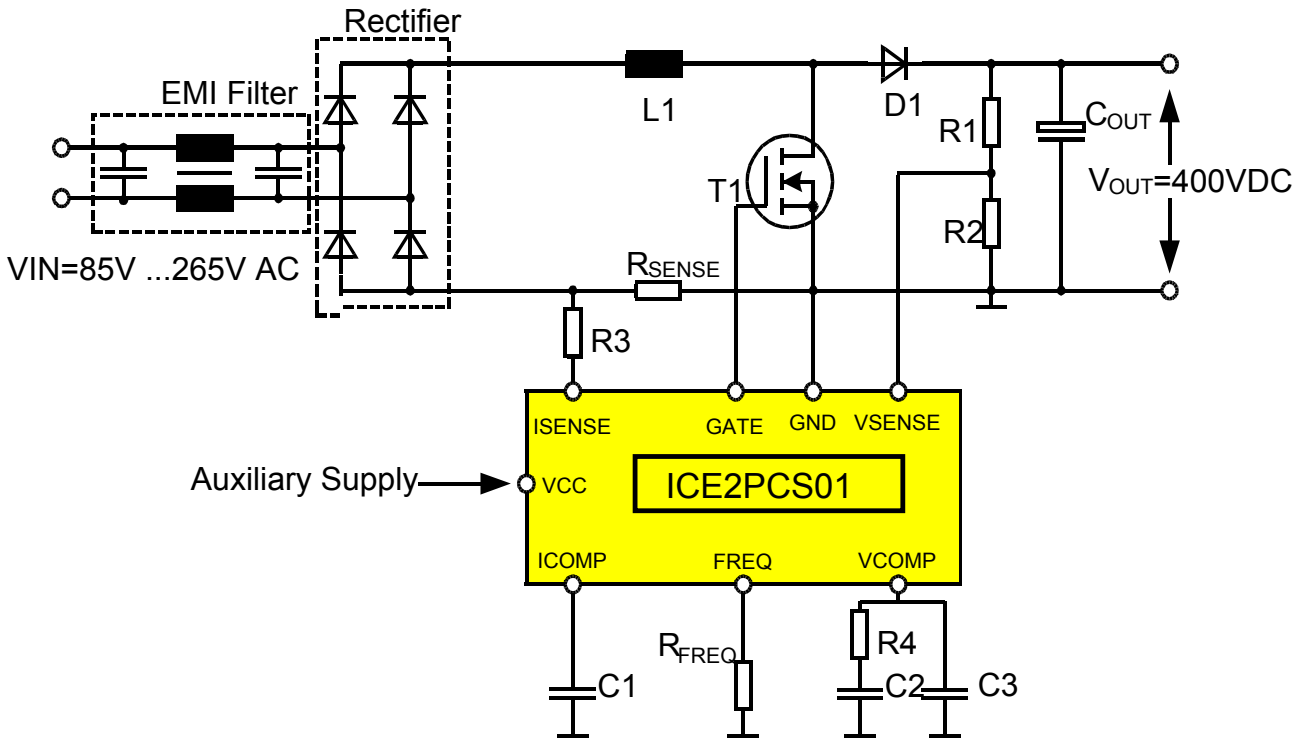 Rectifier
EMI Filter
L1
D1
R1
COUT
T1
VOUT=400VDC
R2
VIN=85V ...265V AC
RSENSE
R3
ISENSE
GATE
GND
VSENSE
Auxiliary Supply
VCC
ICE2PCS01
ICOMP
FREQ
VCOMP
RFREQ
R4
C1
C2
C3